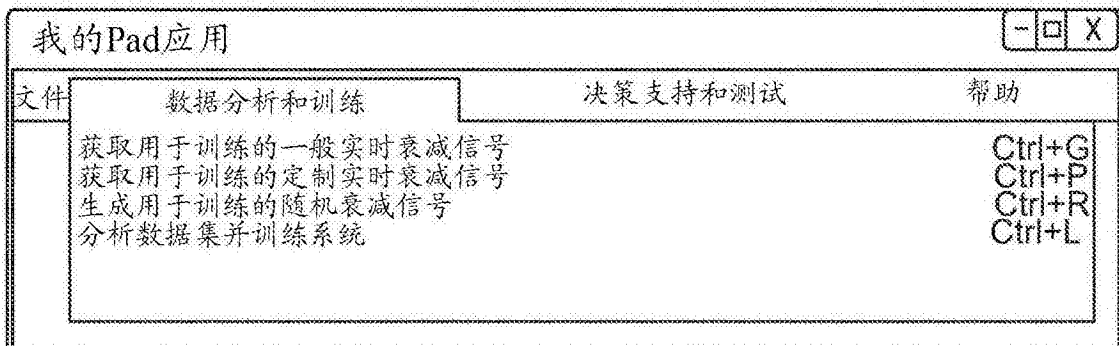 我的Pad应用 - □ X
文件 数据分析和训练 决策支持和测试 帮助
获取用于训练的一般实时衰减信号 Ctrl+G
获取用于训练的定制实时衰减信号 Ctrl+P
生成用于训练的随机衰减信号 Ctrl+R
分析数据集并训练系统 Ctrl+L